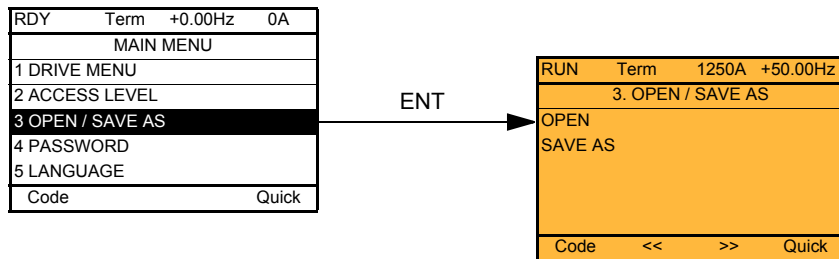 RDY Term +0.00Hz 0A
MAIN MENU
1 DRIVE MENU
2 ACCESS LEVEL
3 OPEN / SAVE AS
4 PASSWORD
5 LANGUAGE
Code Quick
ENT
RUN Term 1250A +50.00Hz
3. OPEN / SAVE AS
OPEN
SAVE AS
Code << >> Quick